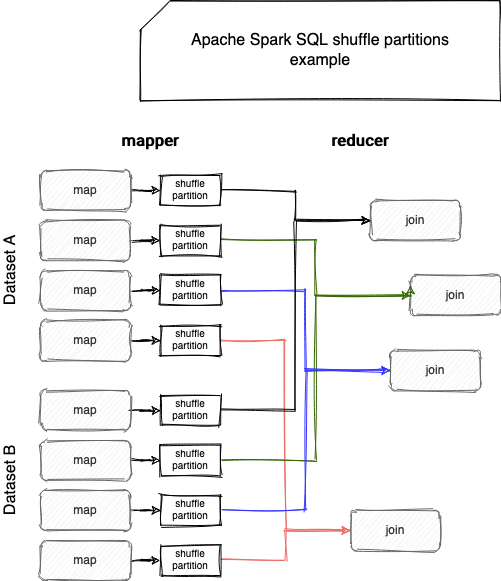 Apache Spark SQL shuffle partitions
example
mapper
reducer
Dataset A
map
shuffle
partition
map
shuffle
partition
map
shuffle
partition
map
shuffle
partition
join
join
join
Dataset B
map
shuffle
partition
map
shuffle
partition
map
shuffle
partition
map
shuffle
partition
join